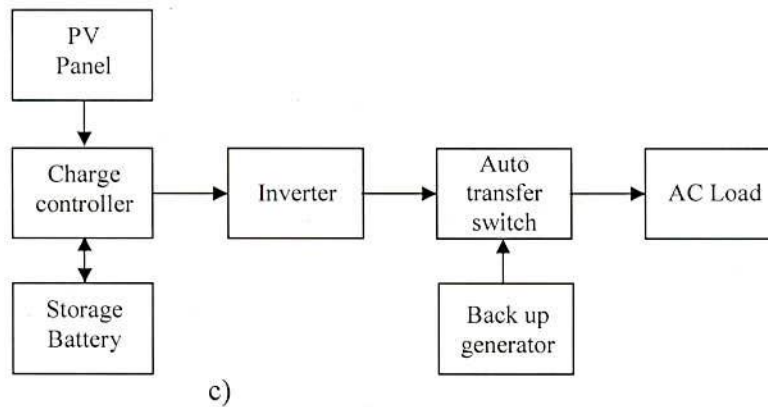 PV
Panel
Charge
controller
Inverter
Auto
transfer
switch
AC Load
Storage
Battery
Back up
generator
c)